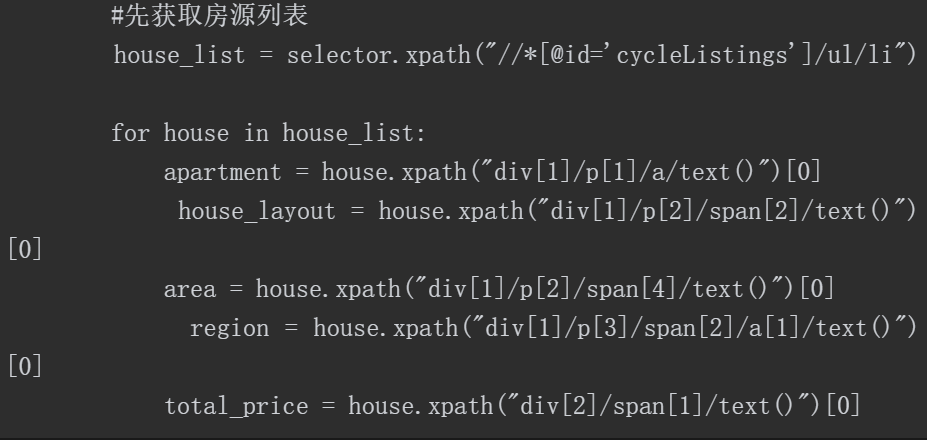 #先获取房源列表
house_list = selector.xpath("//*[@id='cycleListings']/ul/li")
for house in house_list:
apartment = house.xpath("div[1]/p[1]/a/text()")[0]
house_layout = house.xpath("div[1]/p[2]/span[2]/text()")
[0]
area = house.xpath("div[1]/p[2]/span[4]/text()")[0]
region = house.xpath("div[1]/p[3]/span[2]/a[1]/text()")
[0]
total_price = house.xpath("div[2]/span[1]/text()")[0]